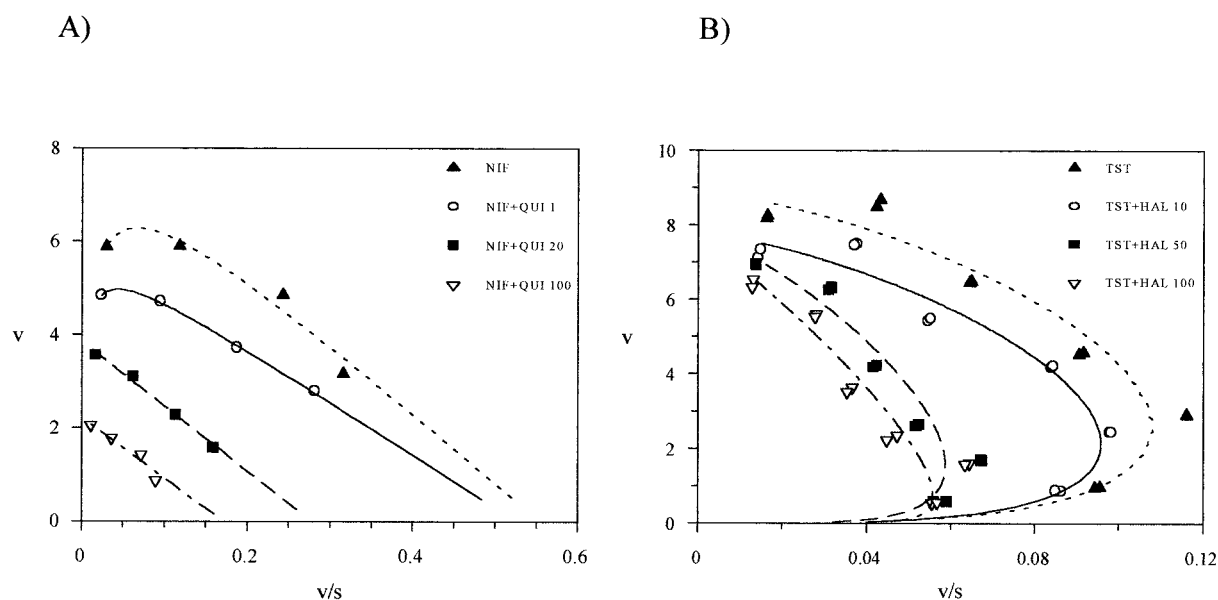 A)
B)
8
6
4
2
0
v
0
0.2
0.4
0.6
v/s
NIF
NIF+QUI 1
NIF+QUI 20
NIF+QUI 100
10
8
6
4
2
0
v
0
0.04
0.08
0.12
v/s
TST
TST+HAL 10
TST+HAL 50
TST+HAL 100